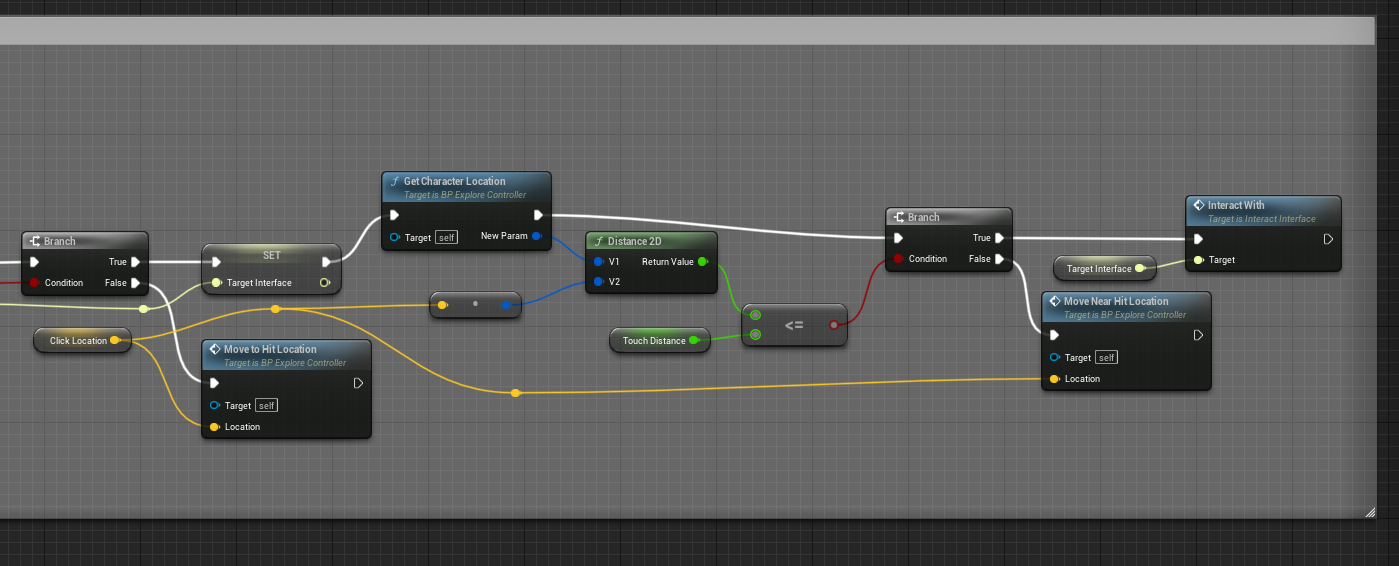 Branch
True
Condition
False
Click Location
SET
Target Interface
Move to Hit Location
Target is BP Explore Controller
Target
self
Location
Get Character Location
Target is BP Explore Controller
Target
self
New Param
Distance 2D
V1
Return Value
V2
Touch Distance
<=
Branch
True
Condition
False
Target Interface
Move Near Hit Location
Target is BP Explore Controller
Target
self
Location
Interact With
Target is Interact Interface
Target